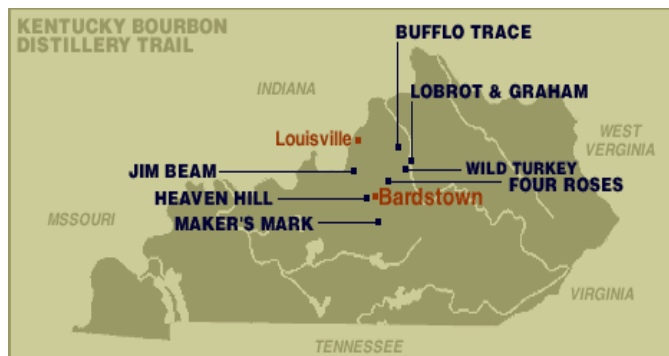 KENTUCKY BOURBON
DISTILLERY TRAIL
BUFFLO TRACE
INDIANA
LOBROT & GRAHAM
Louisville
WEST
VERGINIA
JIM BEAM
WILD TURKEY
FOUR ROSES
HEAVEN HILL
Bardstown
MSSOURI
MAKER'S MARK
VIRGINIA
TENNESSEE